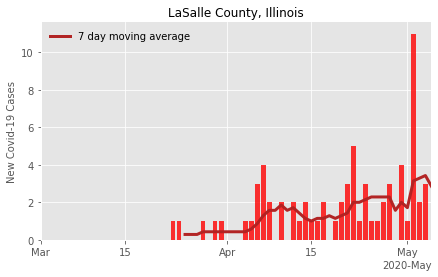 LaSalle County, Illinois
7 day moving average
New Covid-19 Cases
10
8
6
4
2
0
Mar 15 Apr 15 May
2020-May